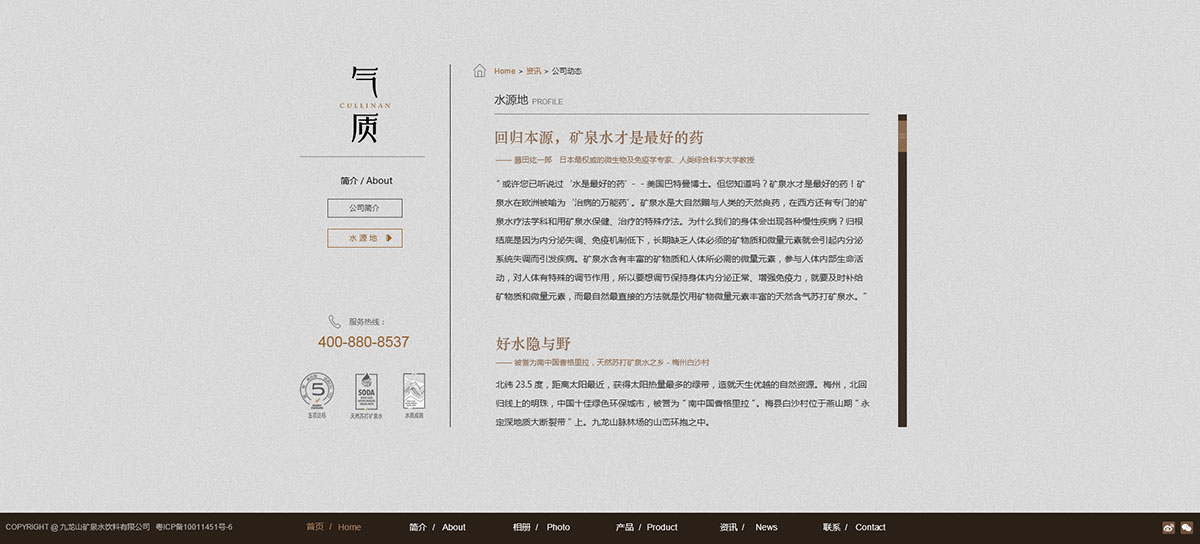 气
CULLINAN
质
简介 / About
公司简介
水源地
服务热线：
400-880-8537
5
五项达标
SODA
天然苏打矿泉水
Home > 资讯 > 公司动态
水源地 PROFILE
回归本源，矿泉水才是最好的药
—— 藤田纮一郎 日本最权威的微生物及免疫学专家、人类综合科学大学教授
“或许您已听说过‘水是最好的药’- - 美国巴特曼博士。但您知道吗？矿泉水才是最好的药！矿
泉水在欧洲被喻为‘治病的万能药’。矿泉水是大自然赠与人类的天然良药，在西方还有专门的矿
泉水疗法学科和用矿泉水保健、治疗的特殊疗法。为什么我们的身体会出现各种慢性疾病？归根
结底是因为内分泌失调、免疫机制低下，长期缺乏人体必须的矿物质和微量元素就会引起内分泌
系统失调而引发疾病。矿泉水含有丰富的矿物质和人体所必需的微量元素，参与人体内部生命活
动，对人体有特殊的调节作用，所以要想调节保持身体内分泌正常、增强免疫力，就要及时补给
矿物质和微量元素，而最自然最直接的方法就是饮用矿物微量元素丰富的天然含气苏打矿泉水。”
好水隐与野
—— 被誉为南中国香格里拉，天然苏打矿泉水之乡 - 梅州白沙村
北纬 23.5 度，距离太阳最近，获得太阳热量最多的绿带，造就天生优越的自然资源。梅州，北回
归线上的明珠，中国十佳绿色环保城市，被誉为“南中国香格里拉”。梅县白沙村位于燕山期“永
定深地质大断裂带”上。九龙山脉林场的山峦环抱之中。
COPYRIGHT @ 九龙山矿泉水饮料有限公司 粤ICP备10011451号-6
首页 / Home
简介 / About
相册 / Photo
产品 / Product
资讯 / News
联系 / Contact